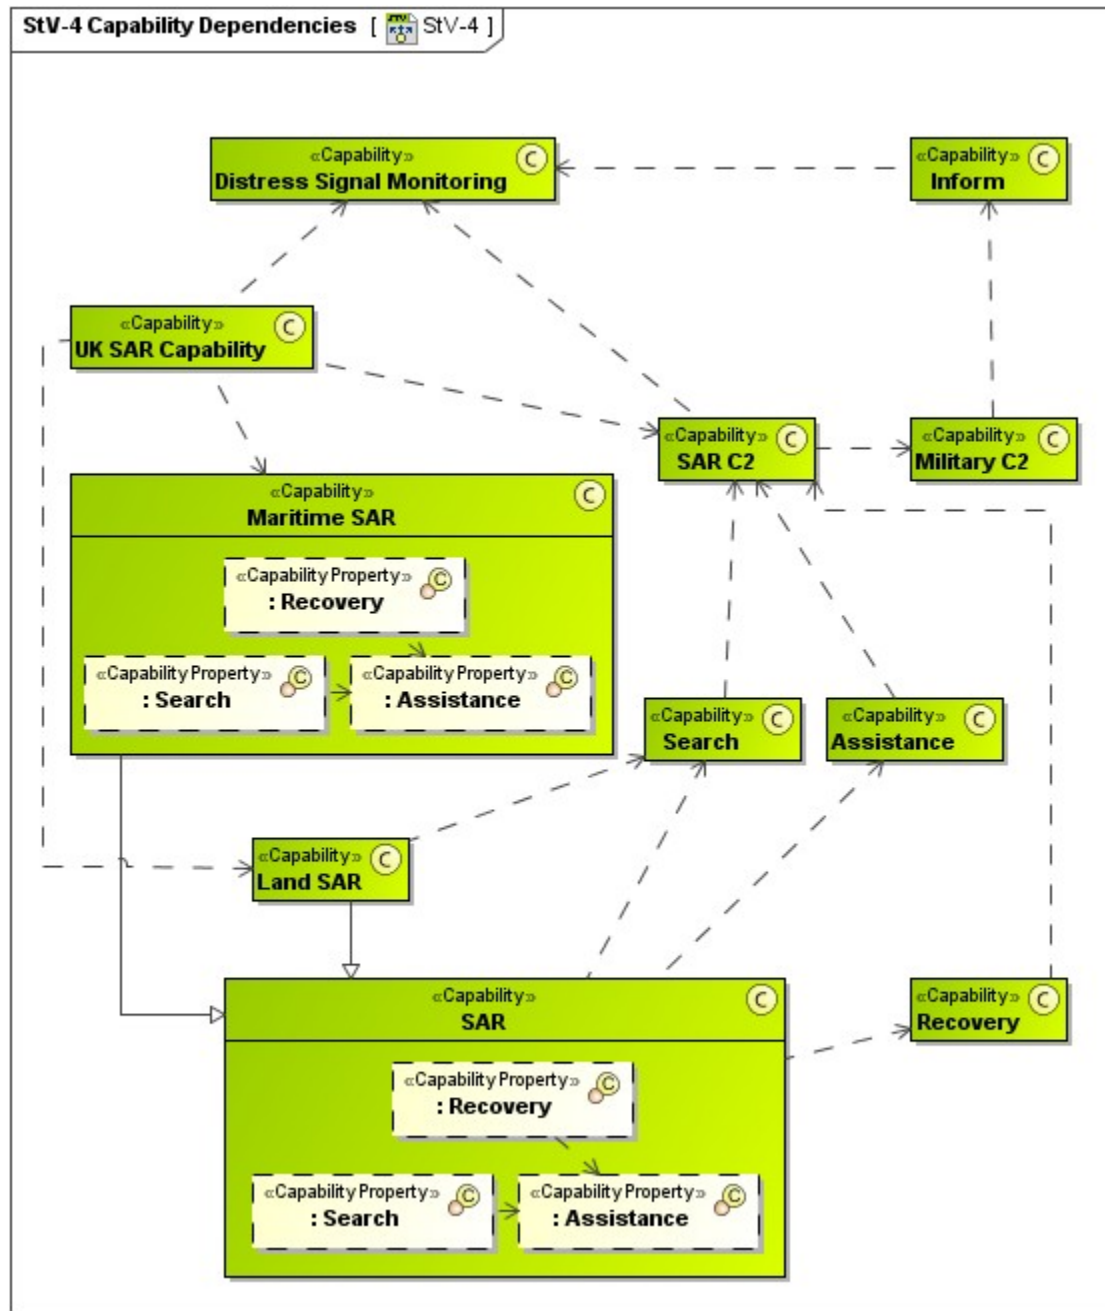 StV-4 Capability Dependencies [ StV-4 ]
«Capability» C
Distress Signal Monitoring
«Capability» C
Inform
«Capability» C
UK SAR Capability
«Capability» C
SAR C2
«Capability» C
Military C2
«Capability» C
Maritime SAR
«Capability Property» C
: Recovery
«Capability Property» C
: Search
«Capability Property» C
: Assistance
«Capability» C
Search
«Capability» C
Assistance
«Capability» C
Land SAR
«Capability» C
SAR
«Capability Property» C
: Recovery
«Capability Property» C
: Search
«Capability Property» C
: Assistance
«Capability» C
Recovery